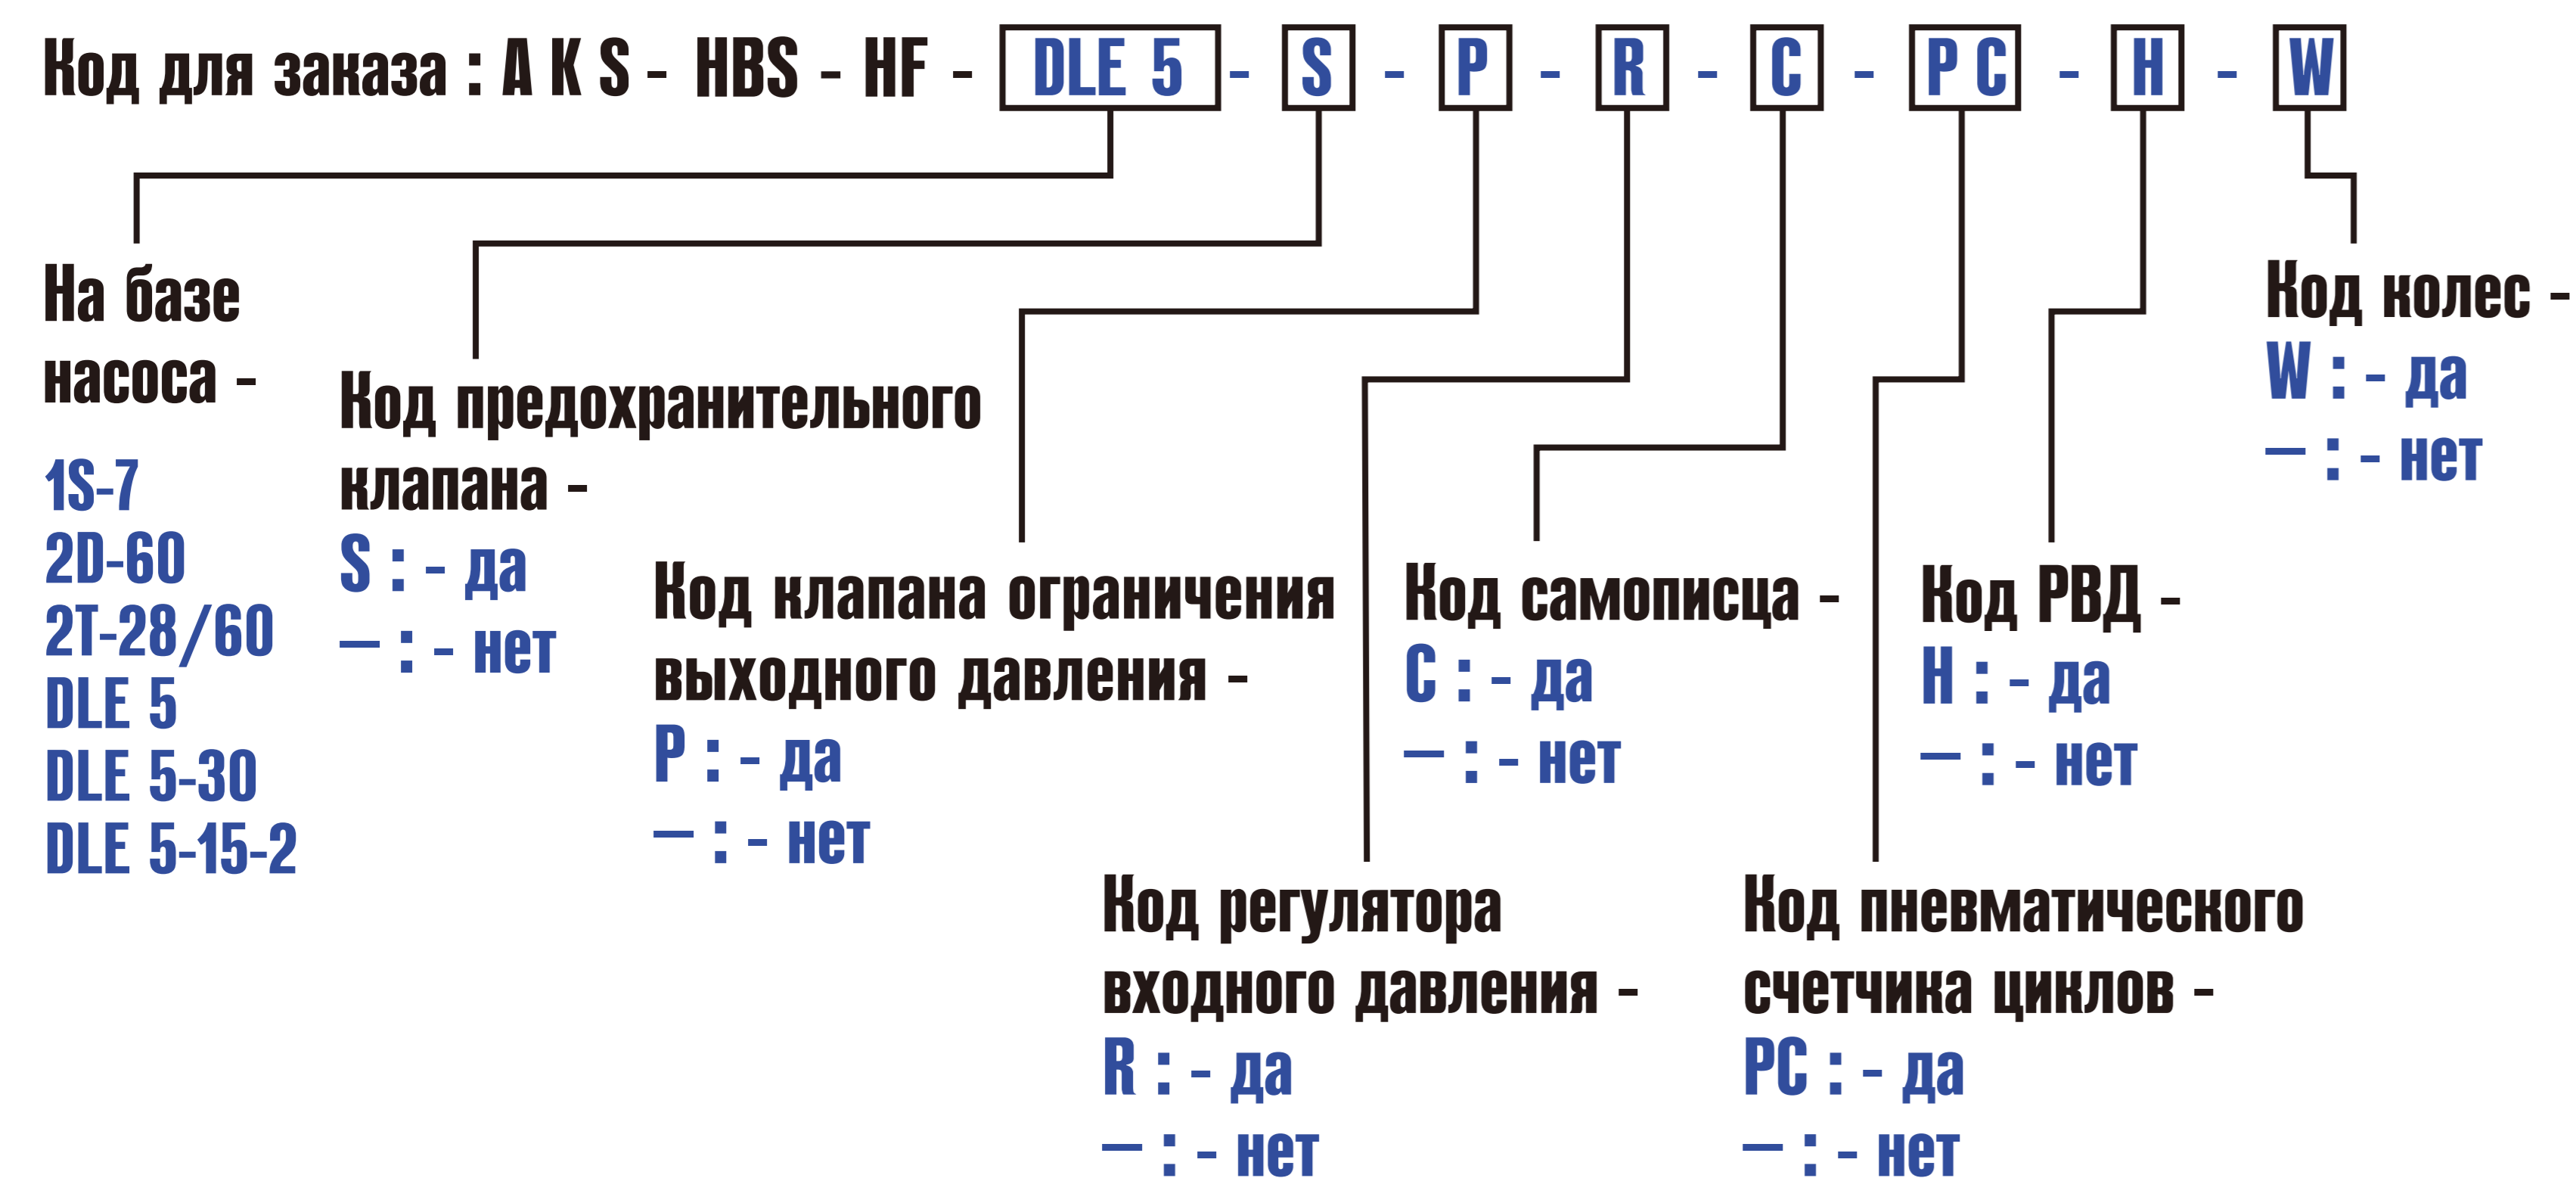 Код для заказа : A K S - HBS - HF - DLE 5 - S - P - R - C - P C - H - W
На базе
насоса -
1S-7
2D-60
2T-28/60
DLE 5
DLE 5-30
DLE 5-15-2
Код предохранительного
клапана -
S : - да
— : - нет
Код клапана ограничения
выходного давления -
P : - да
— : - нет
Код регулятора
входного давления -
R : - да
— : - нет
Код самописца -
C : - да
— : - нет
Код пневматического
счетчика циклов -
PC : - да
— : - нет
Код РВД -
H : - да
— : - нет
Код колес -
W : - да
— : - нет